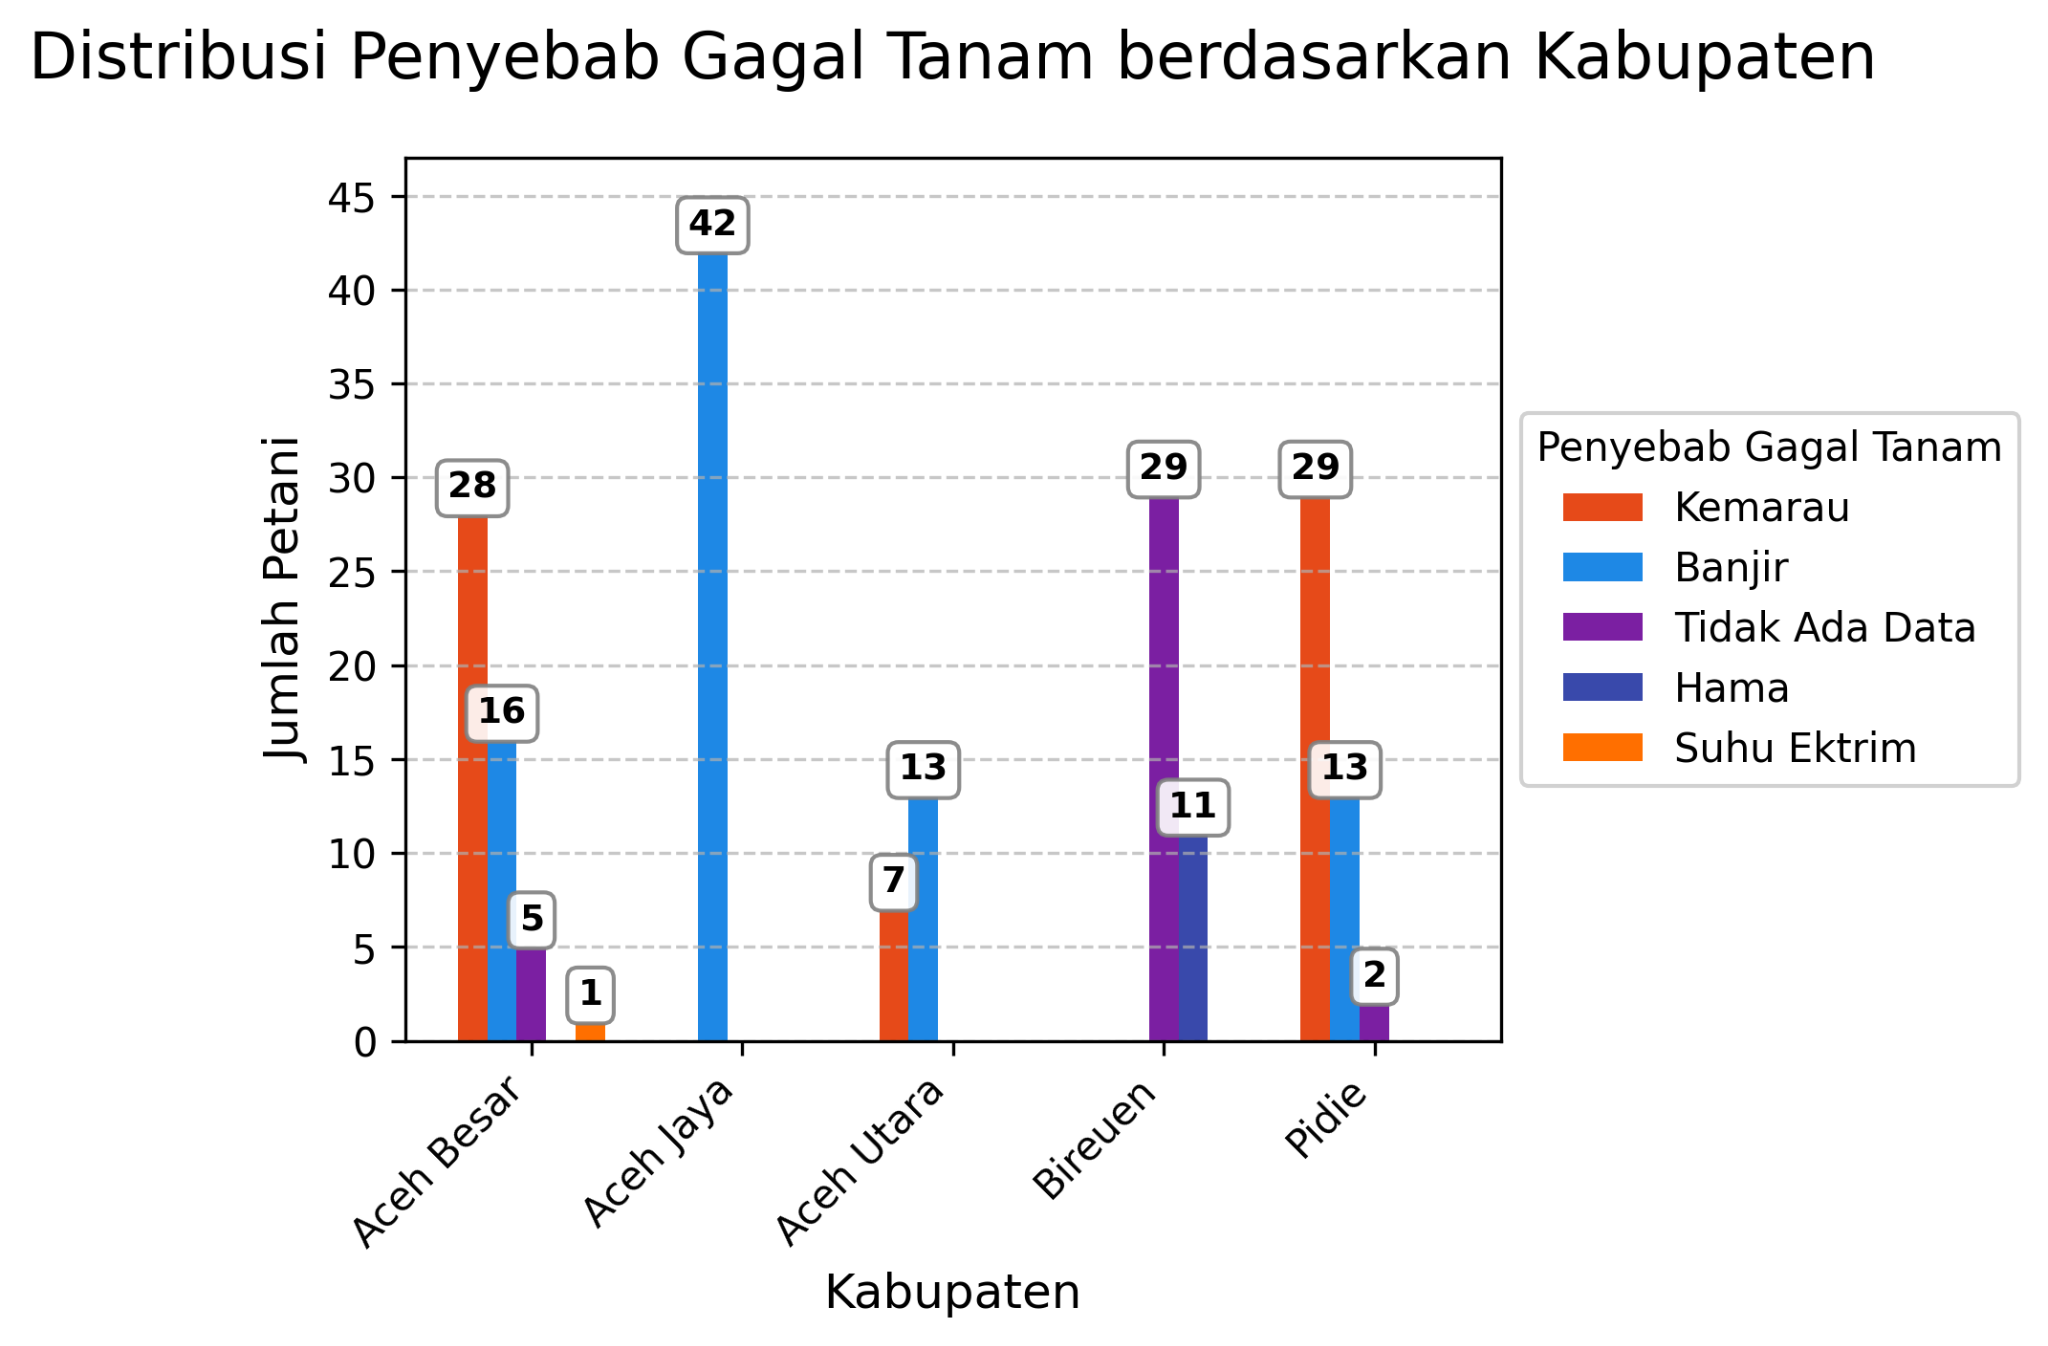 Distribusi Penyebab Gagal Tanam berdasarkan Kabupaten
Jumlah Petani
45
40
35
30
25
20
15
10
5
0
28
16
5
1
42
7
13
29
11
29
13
2
Aceh Besar
Aceh Jaya
Aceh Utara
Bireuen
Pidie
Kabupaten
Penyebab Gagal Tanam
Kemarau
Banjir
Tidak Ada Data
Hama
Suhu Ektrim